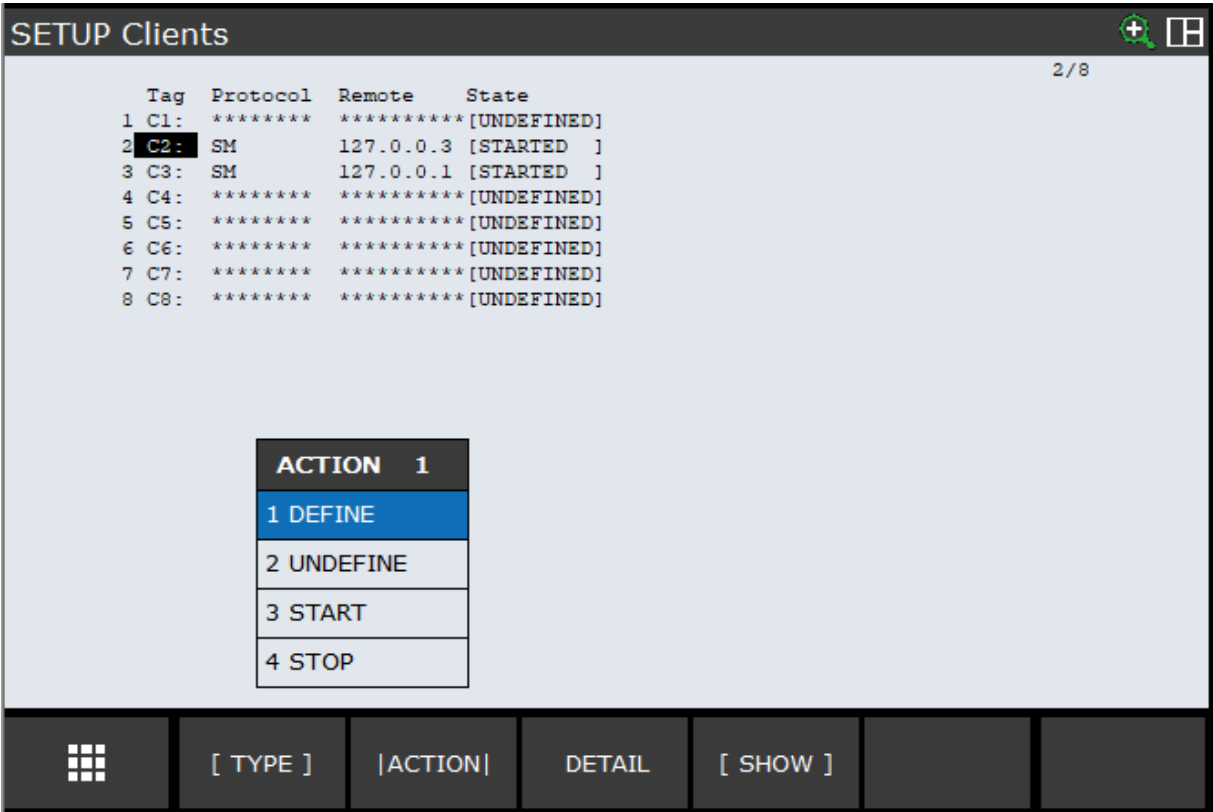 SETUP Clients
2/8
Tag Protocol Remote State
1 C1: ******** **********[UNDEFINED]
2 C2: SM 127.0.0.3 [STARTED ]
3 C3: SM 127.0.0.1 [STARTED ]
4 C4: ******** **********[UNDEFINED]
5 C5: ******** **********[UNDEFINED]
6 C6: ******** **********[UNDEFINED]
7 C7: ******** **********[UNDEFINED]
8 C8: ******** **********[UNDEFINED]
ACTION 1
1 DEFINE
2 UNDEFINE
3 START
4 STOP
[ TYPE ] |ACTION| DETAIL [ SHOW ]